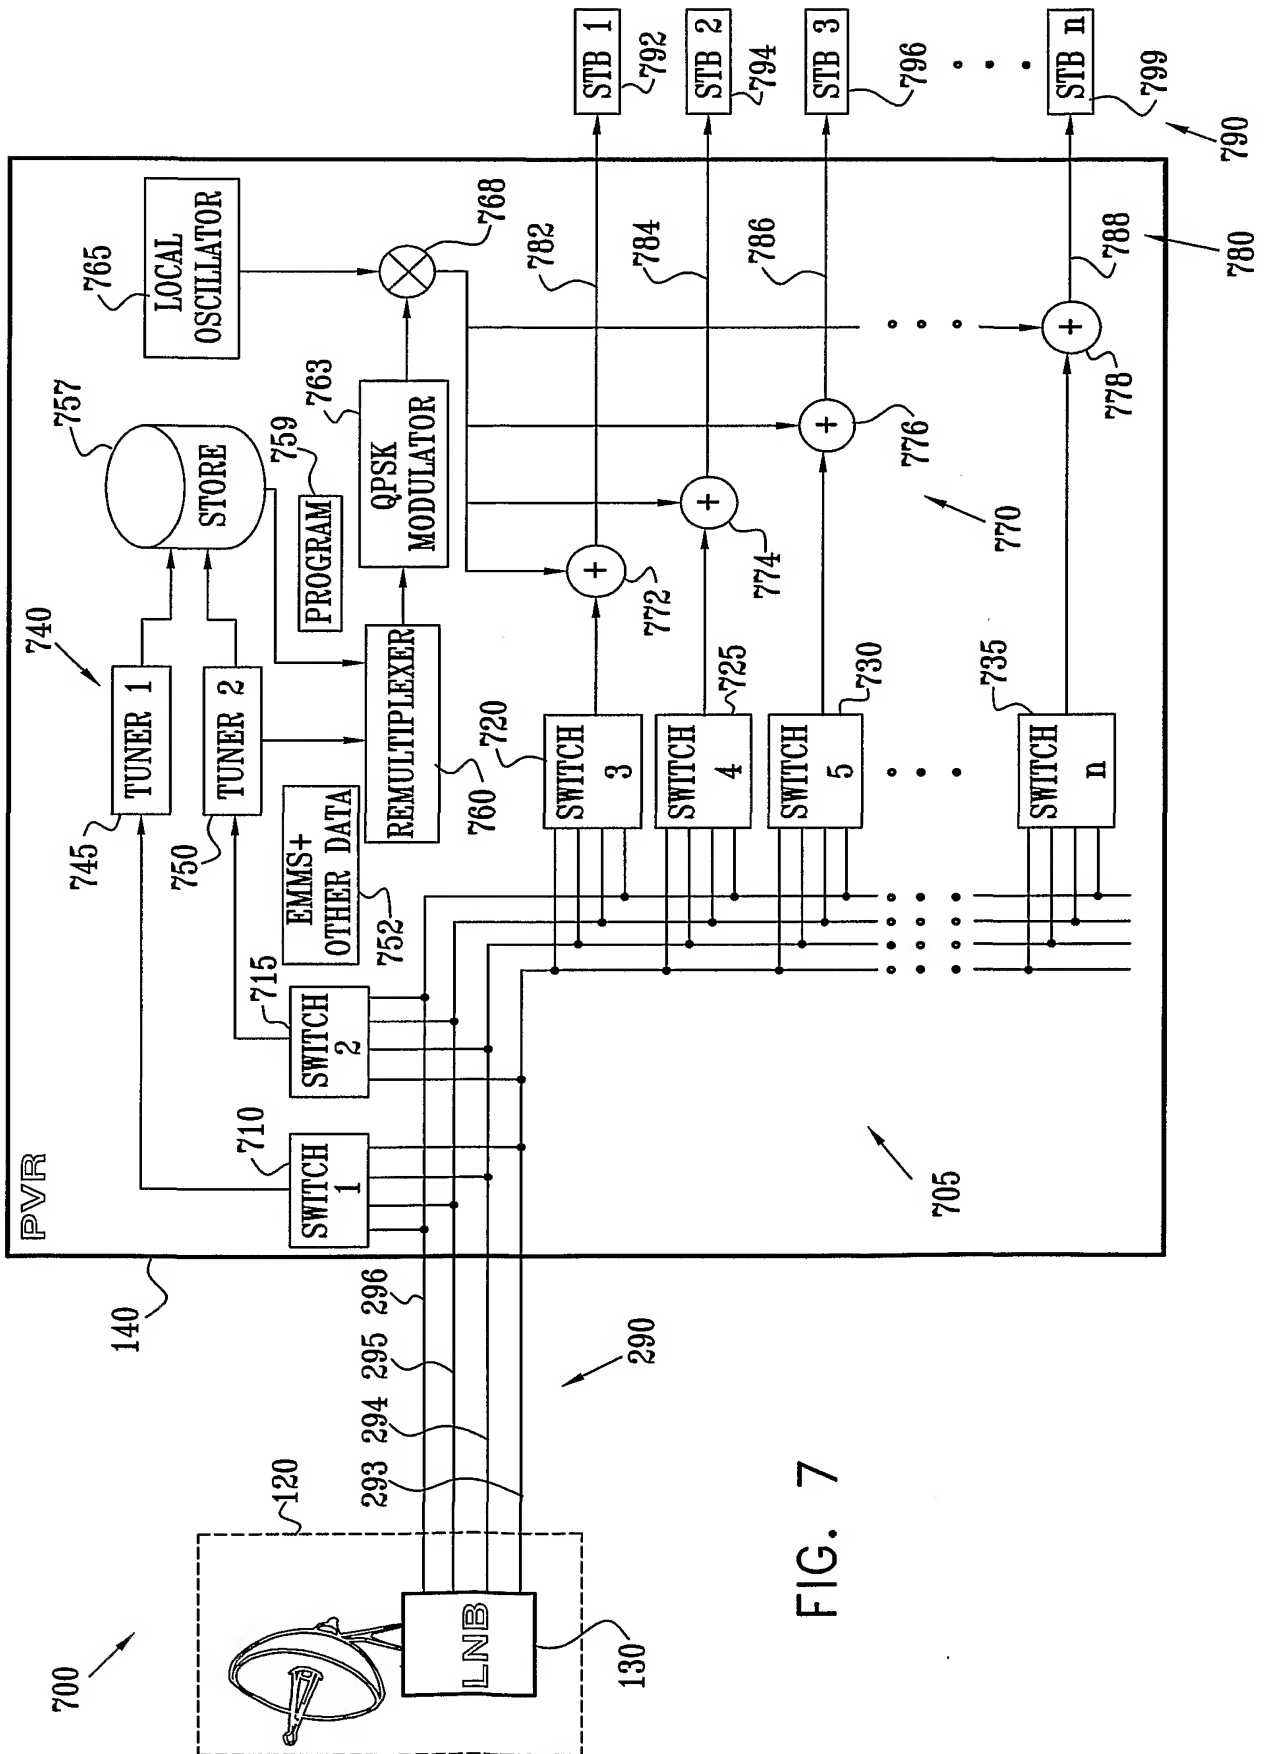 FIG. 7
700
120
LNB
130
290
293
294
295
296
140
PVR
705
SWITCH 1
710
SWITCH 2
715
740
TUNER 1
745
TUNER 2
750
EMMS+
OTHER DATA
752
STORE
757
PROGRAM
759
REMULTIPLEXER
760
QPSK
MODULATOR
763
LOCAL
OSCILLATOR
765
768
SWITCH
3
720
SWITCH
4
725
SWITCH
5
730
SWITCH
n
735
770
+
772
+
774
+
776
+
778
780
782
784
786
788
790
STB 1
792
STB 2
794
STB 3
796
STB n
799